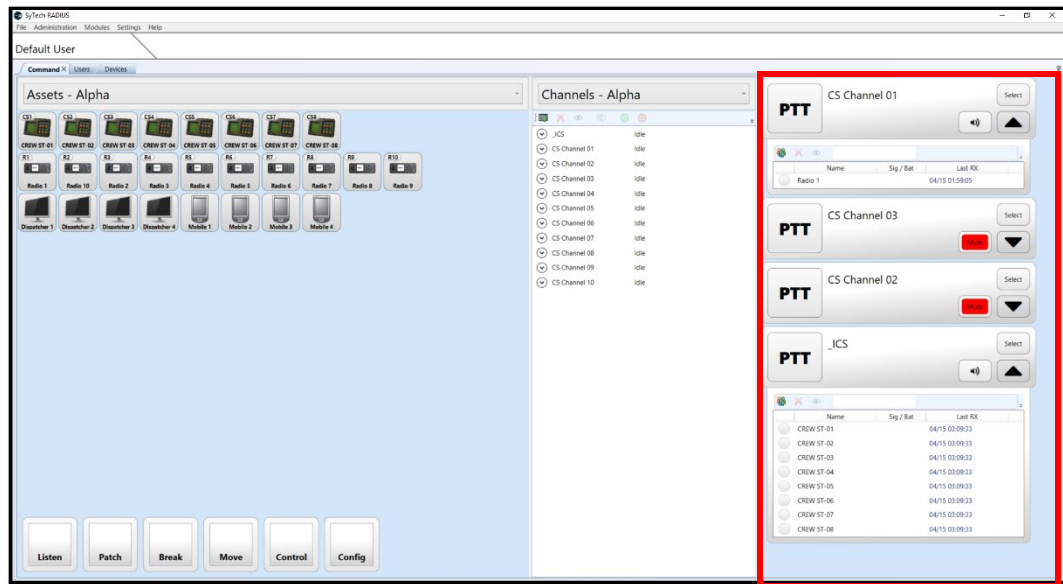 SyTech RADIUS
File Administration Modules Settings Help
Default User
Command × Users Devices
Assets - Alpha
CS1 CS2 CS3 CS4 CS5 CS6 CS7 CS8
CREW ST-01 CREW ST-02 CREW ST-03 CREW ST-04 CREW ST-05 CREW ST-06 CREW ST-07 CREW ST-08
R1 R2 R3 R4 R5 R6 R7 R8 R9 R10
Radio 1 Radio 10 Radio 2 Radio 3 Radio 4 Radio 5 Radio 6 Radio 7 Radio 8 Radio 9
Dispatcher 1 Dispatcher 2 Dispatcher 3 Dispatcher 4 Mobile 1 Mobile 2 Mobile 3 Mobile 4
Listen Patch Break Move Control Config
Channels - Alpha
_ICS Idle
CS Channel 01 Idle
CS Channel 02 Idle
CS Channel 03 Idle
CS Channel 04 Idle
CS Channel 05 Idle
CS Channel 06 Idle
CS Channel 07 Idle
CS Channel 08 Idle
CS Channel 09 Idle
CS Channel 10 Idle
PTT CS Channel 01 Select
Name Sig / Bat Last RX
Radio 1 04/15 01:59:05
PTT CS Channel 03 Select
PTT CS Channel 02 Select
PTT _ICS Select
Name Sig / Bat Last RX
CREW ST-01 04/15 03:09:33
CREW ST-02 04/15 03:09:33
CREW ST-03 04/15 03:09:33
CREW ST-04 04/15 03:09:33
CREW ST-05 04/15 03:09:33
CREW ST-06 04/15 03:09:33
CREW ST-07 04/15 03:09:33
CREW ST-08 04/15 03:09:33